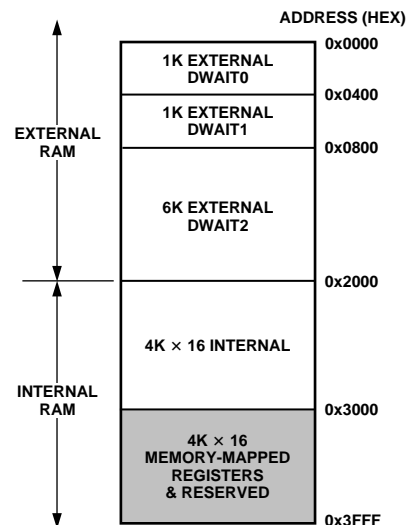 ADDRESS (HEX)
0x0000
1K EXTERNAL
DWAIT0
0x0400
1K EXTERNAL
DWAIT1
0x0800
EXTERNAL
RAM
6K EXTERNAL
DWAIT2
0x2000
4K × 16 INTERNAL
INTERNAL
RAM
0x3000
4K × 16
MEMORY-MAPPED
REGISTERS
& RESERVED
0x3FFF